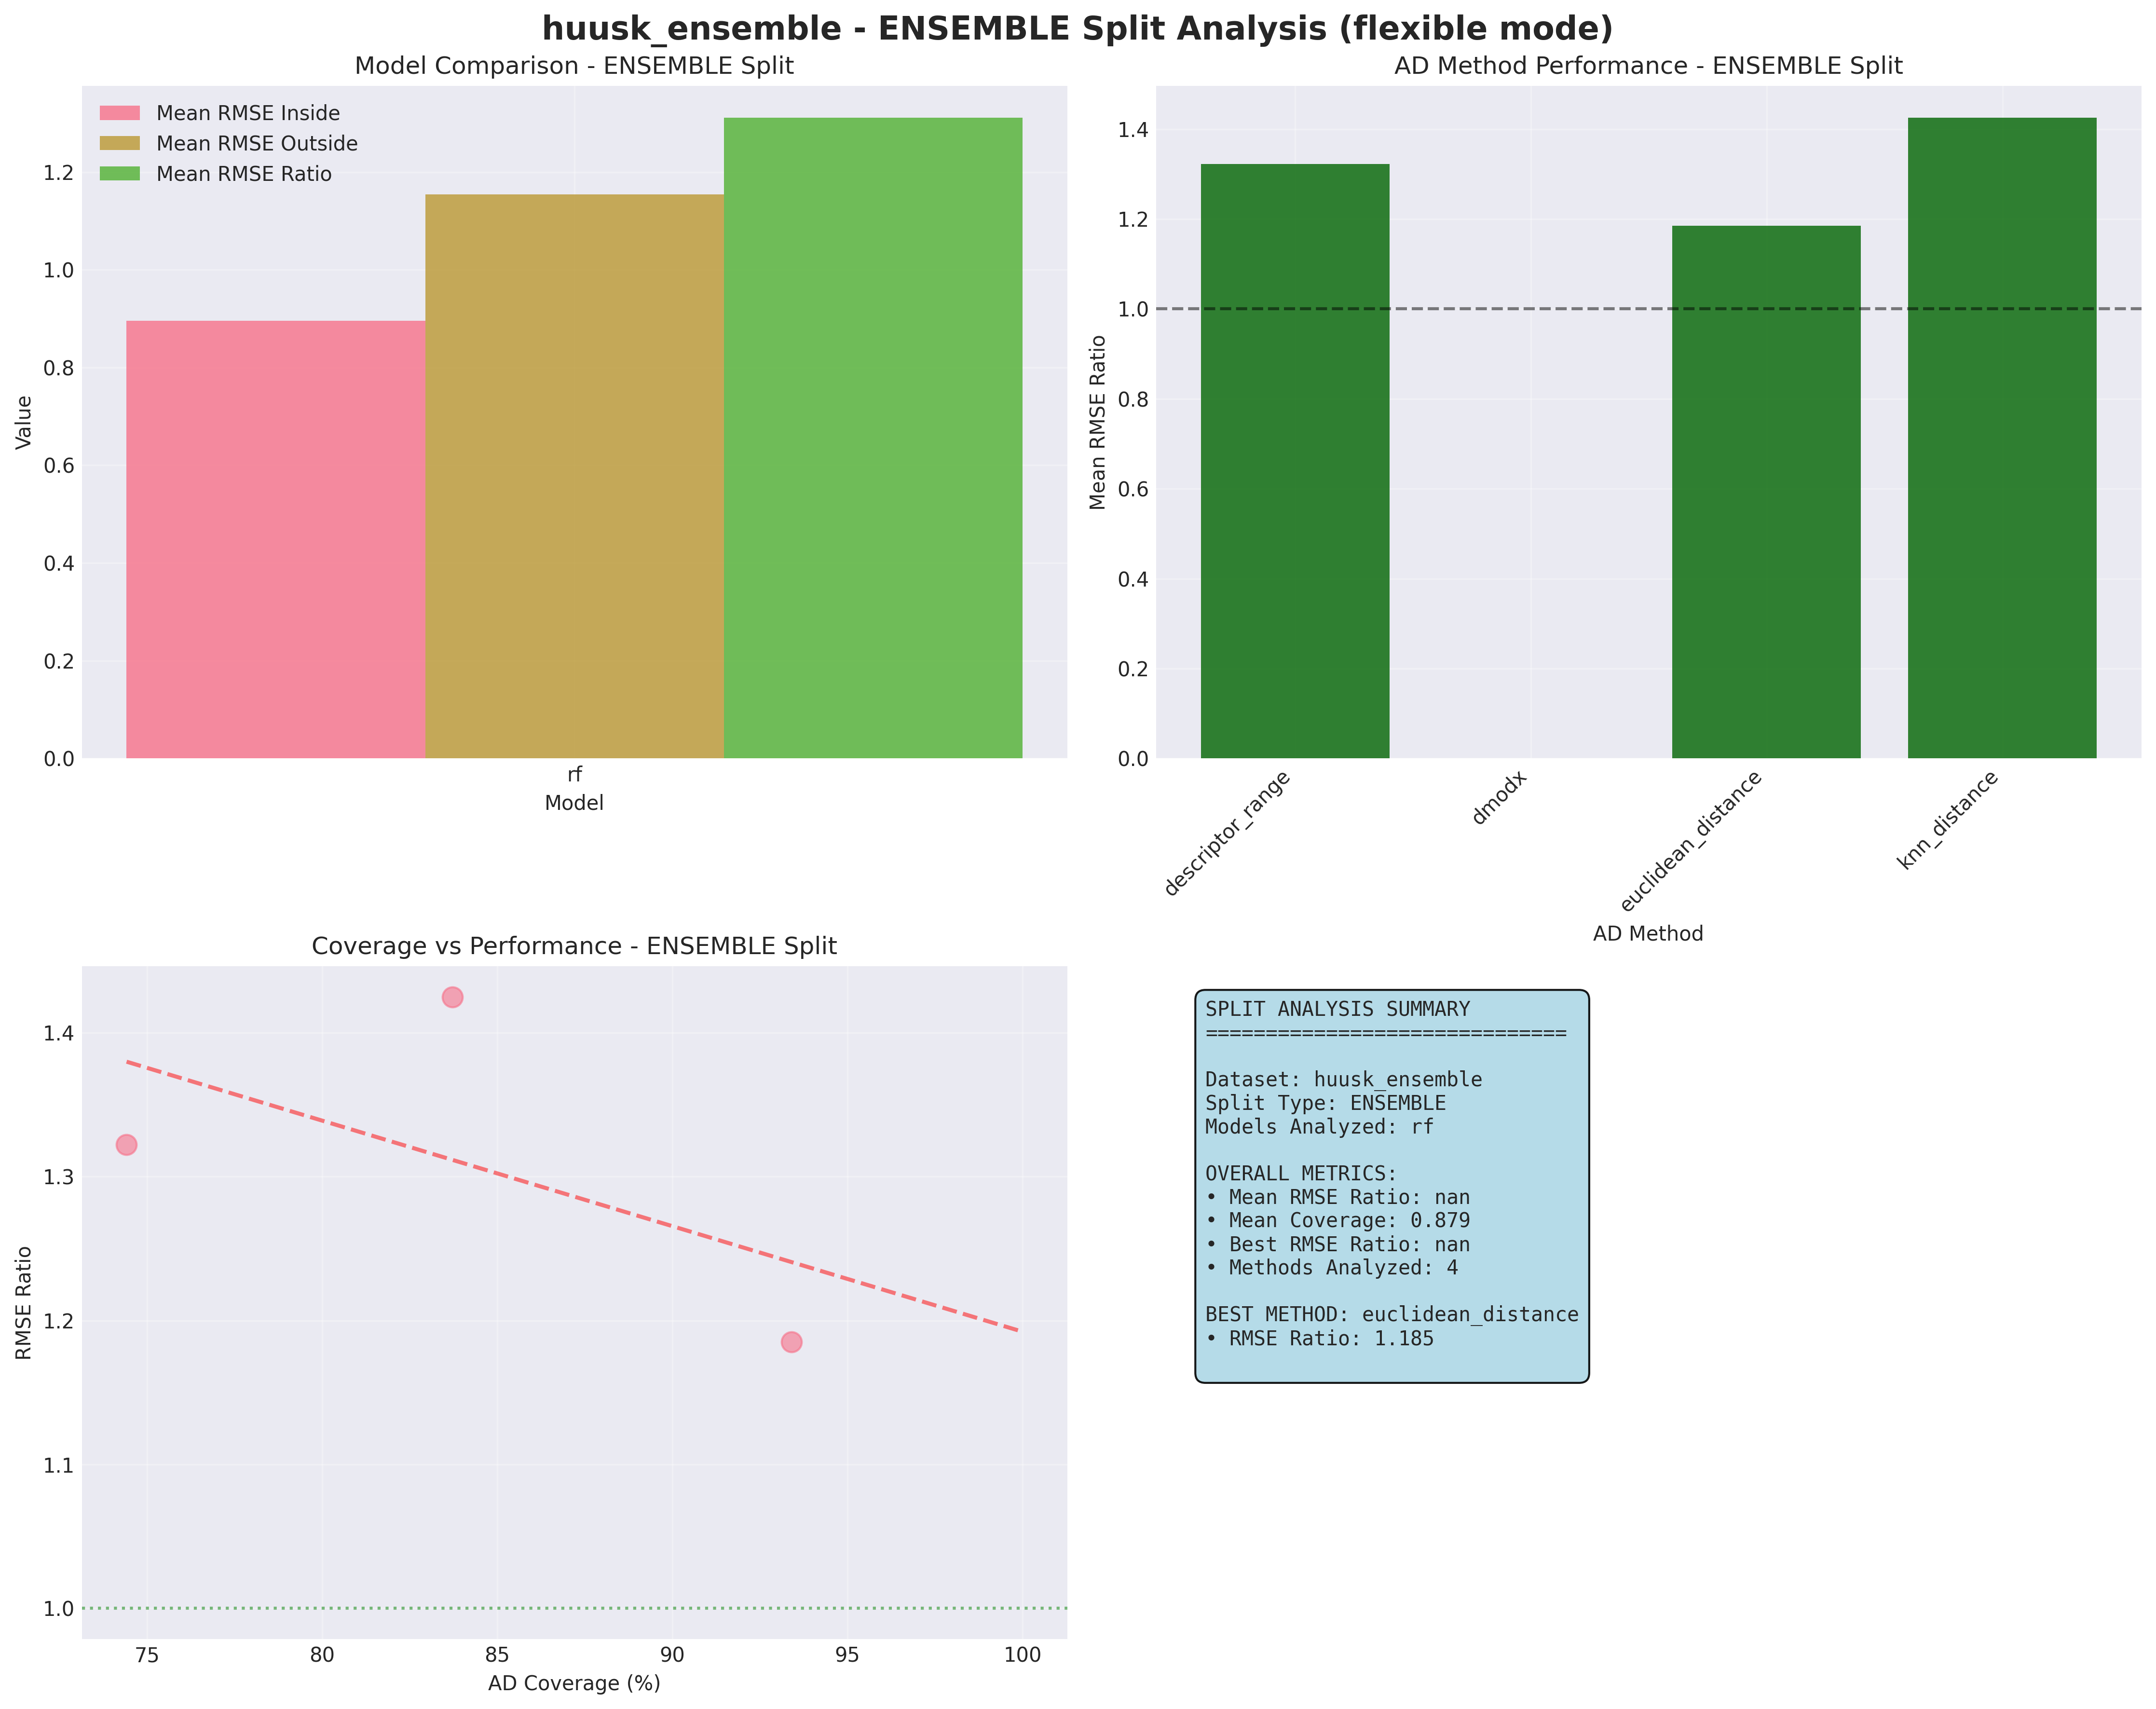 huusk_ensemble - ENSEMBLE Split Analysis (flexible mode)
Model Comparison - ENSEMBLE Split
Mean RMSE Inside
Mean RMSE Outside
Mean RMSE Ratio
1.2
1.0
0.8
0.6
0.4
0.2
0.0
Value
rf
Model
AD Method Performance - ENSEMBLE Split
1.4
1.2
1.0
0.8
0.6
0.4
0.2
0.0
Mean RMSE Ratio
descriptor_range
dmodx
euclidean_distance
knn_distance
AD Method
Coverage vs Performance - ENSEMBLE Split
1.4
1.3
1.2
1.1
1.0
RMSE Ratio
75
80
85
90
95
100
AD Coverage (%)
SPLIT ANALYSIS SUMMARY
==============================
Dataset: huusk_ensemble
Split Type: ENSEMBLE
Models Analyzed: rf
OVERALL METRICS:
• Mean RMSE Ratio: nan
• Mean Coverage: 0.879
• Best RMSE Ratio: nan
• Methods Analyzed: 4
BEST METHOD: euclidean_distance
• RMSE Ratio: 1.185